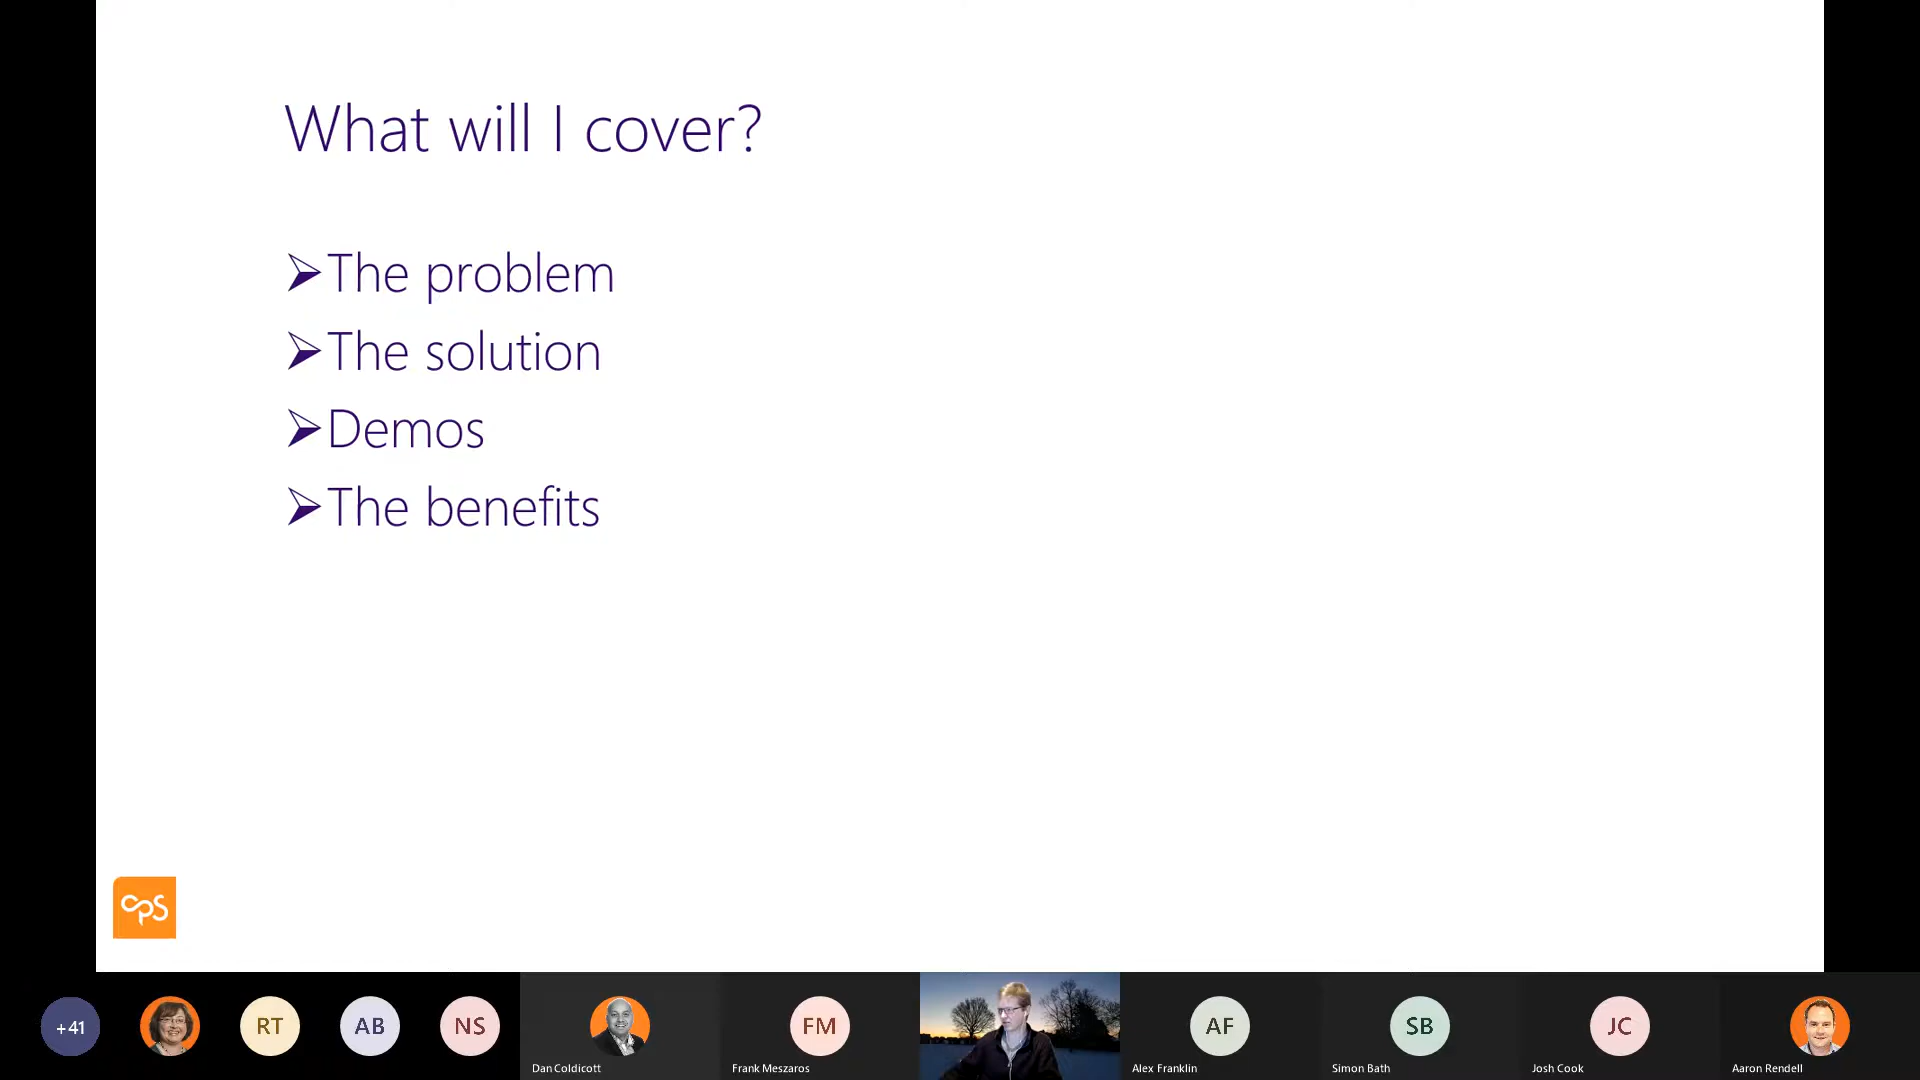 What will I cover?
➢The problem
➢The solution
➢Demos
➢The benefits
cps
+41
RT
AB
NS
FM
AF
SB
JC
Dan Coldicott
Frank Meszaros
Alex Franklin
Simon Bath
Josh Cook
Aaron Rendell